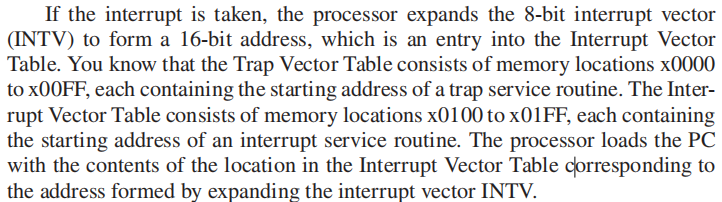 If the interrupt is taken, the processor expands the 8-bit interrupt vector
(INTV) to form a 16-bit address, which is an entry into the Interrupt Vector
Table. You know that the Trap Vector Table consists of memory locations x0000
to x00FF, each containing the starting address of a trap service routine. The Inter-
rupt Vector Table consists of memory locations x0100 to x01FF, each containing
the starting address of an interrupt service routine. The processor loads the PC
with the contents of the location in the Interrupt Vector Table corresponding to
the address formed by expanding the interrupt vector INTV.